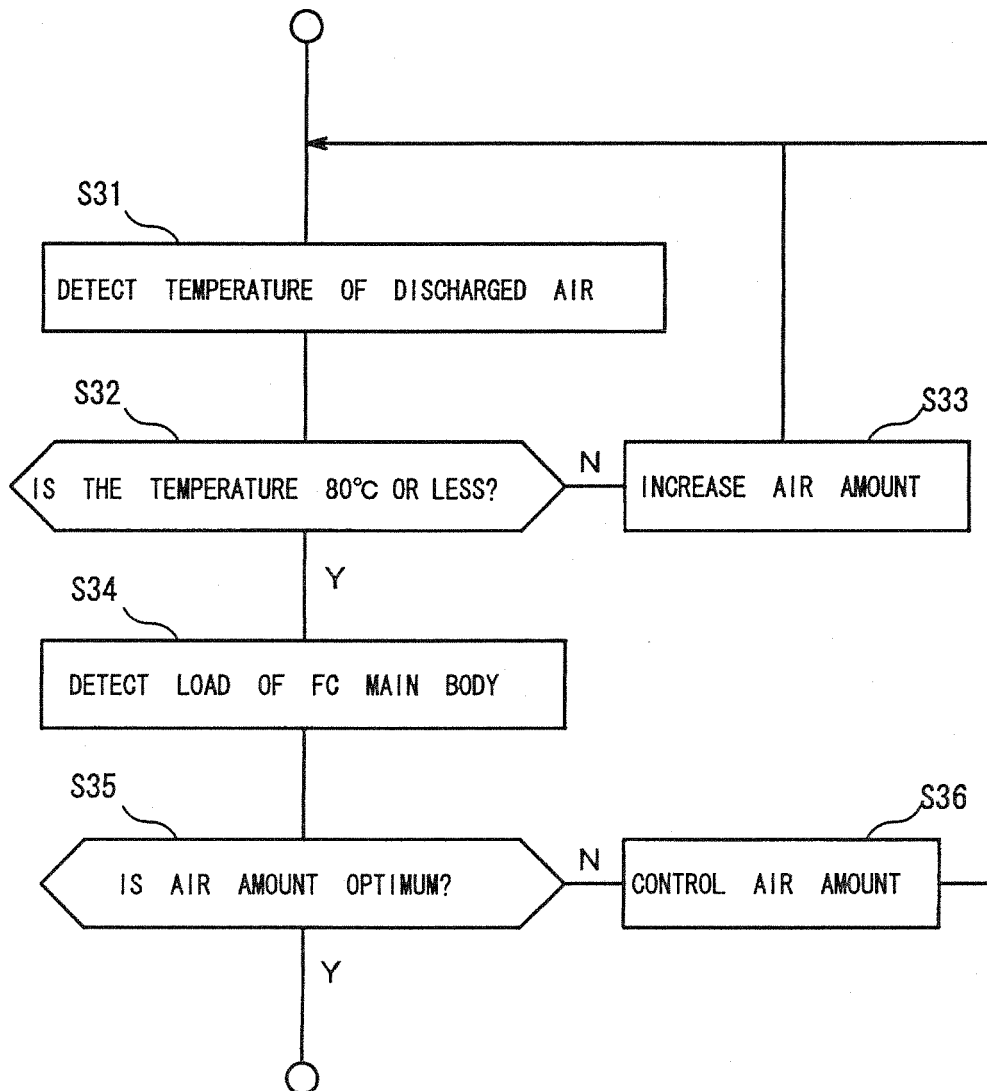 S31
DETECT TEMPERATURE OF DISCHARGED AIR
S32
IS THE TEMPERATURE 80°C OR LESS?
N
S33
INCREASE AIR AMOUNT
Y
S34
DETECT LOAD OF FC MAIN BODY
S35
IS AIR AMOUNT OPTIMUM?
N
S36
CONTROL AIR AMOUNT
Y